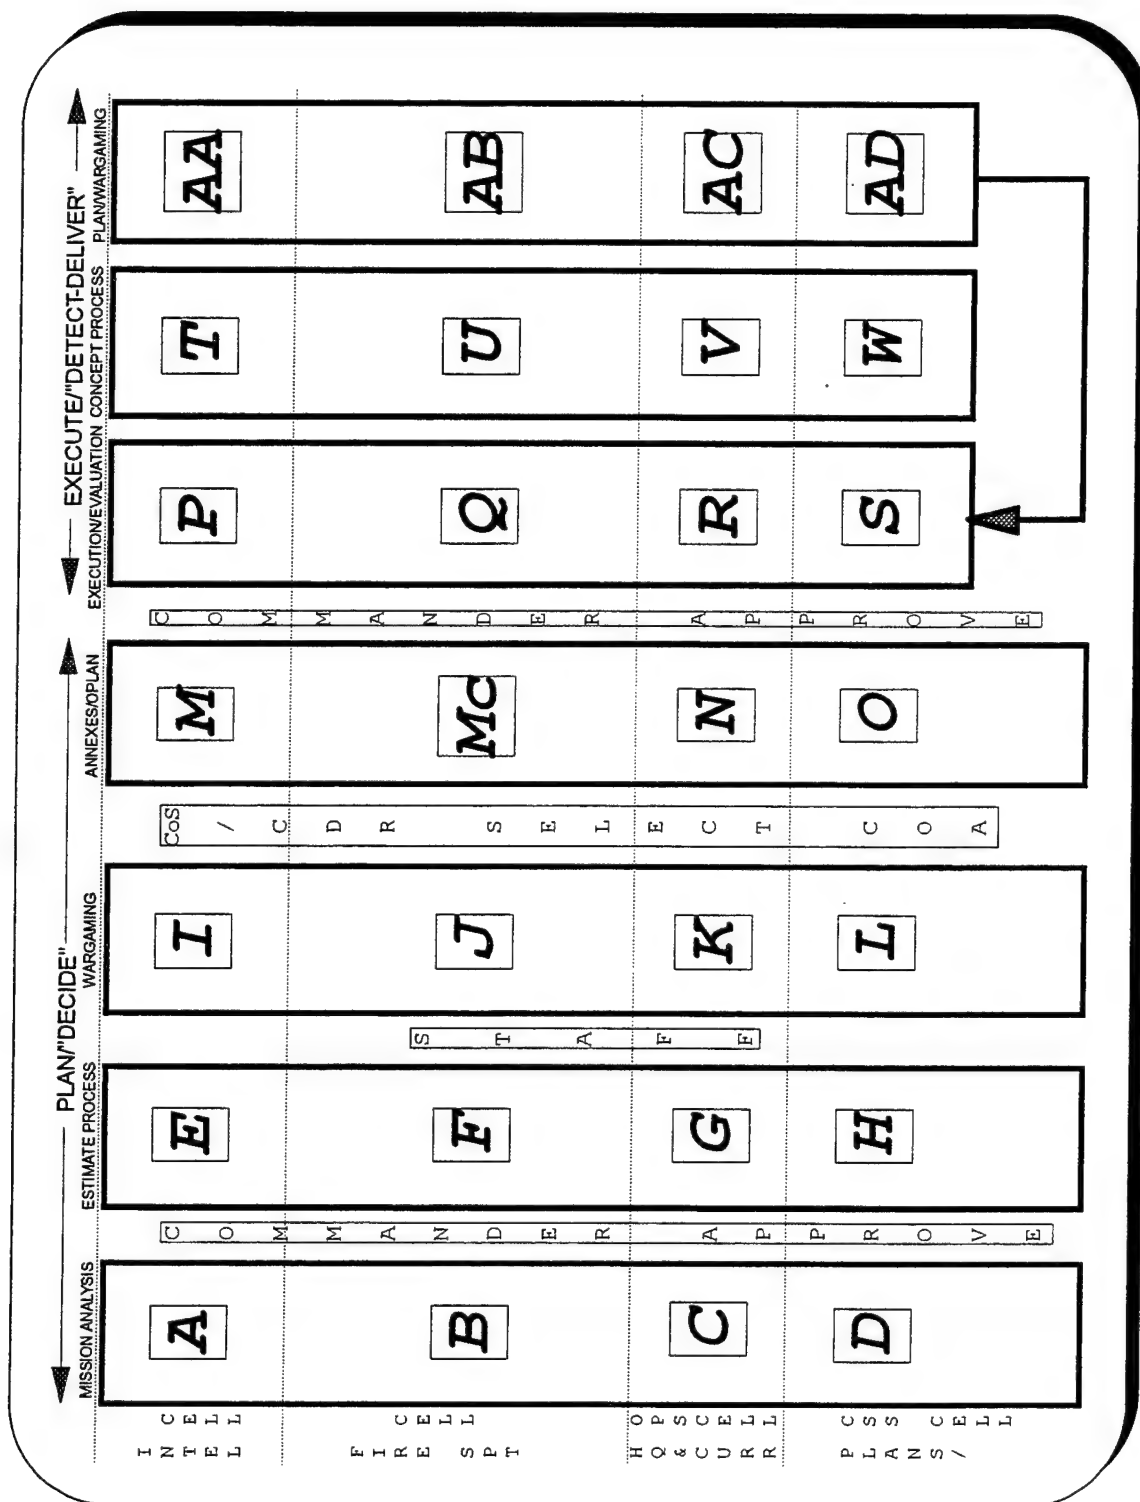 PLAN/"DECIDE"
EXECUTE/"DETECT-DELIVER"
MISSION ANALYSIS
ESTIMATE PROCESS
WARGAMING
ANNEXES/OPLAN
EXECUTION/EVALUATION
CONCEPT PROCESS
PLAN/WARGAMING
INTELL
CELL
A
E
I
M
P
T
AA
FIRE SPT
CELL
B
F
J
Mc
Q
U
AB
HQ&CURR
OPS CELL
C
G
K
N
R
V
AC
PLANS/
CSS CELL
D
H
L
O
S
W
AD
COMMANDER APPROVE
STAFF
CoS/CDR SELECT COA
COMMANDER APPROVE